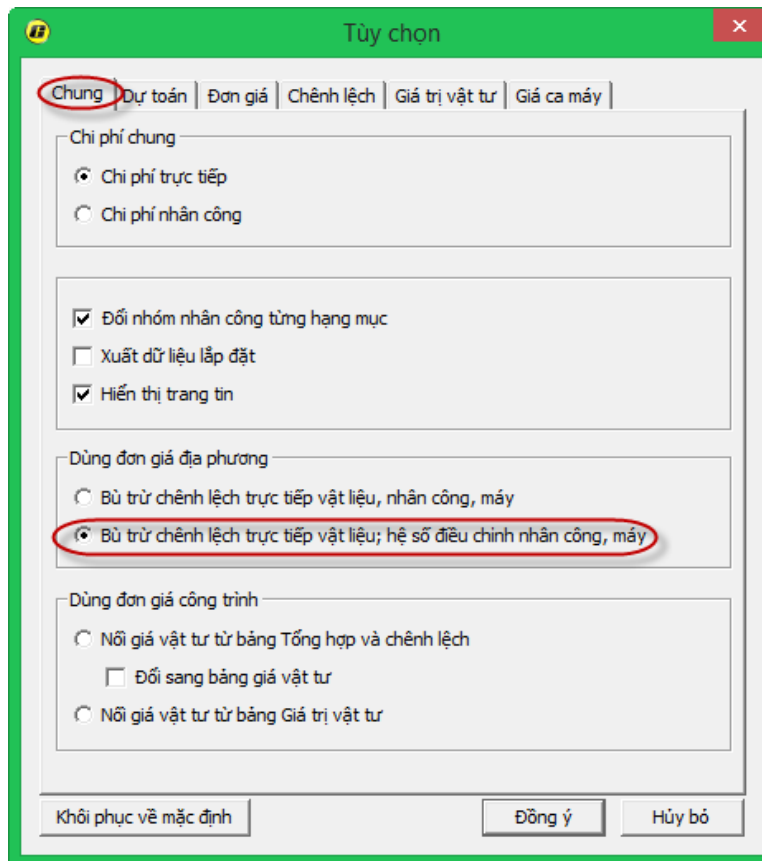 Tùy chọn
Chung Dự toán Đơn giá Chênh lệch Giá trị vật tư Giá ca máy
Chi phí chung
Chi phí trực tiếp
Chi phí nhân công
Đổi nhóm nhân công từng hạng mục
Xuất dữ liệu lắp đặt
Hiển thị trang tin
Dùng đơn giá địa phương
Bù trừ chênh lệch trực tiếp vật liệu, nhân công, máy
Bù trừ chênh lệch trực tiếp vật liệu; hệ số điều chỉnh nhân công, máy
Dùng đơn giá công trình
Nối giá vật tư từ bảng Tổng hợp và chênh lệch
Đổi sang bảng giá vật tư
Nối giá vật tư từ bảng Giá trị vật tư
Khôi phục về mặc định Đồng ý Hủy bỏ